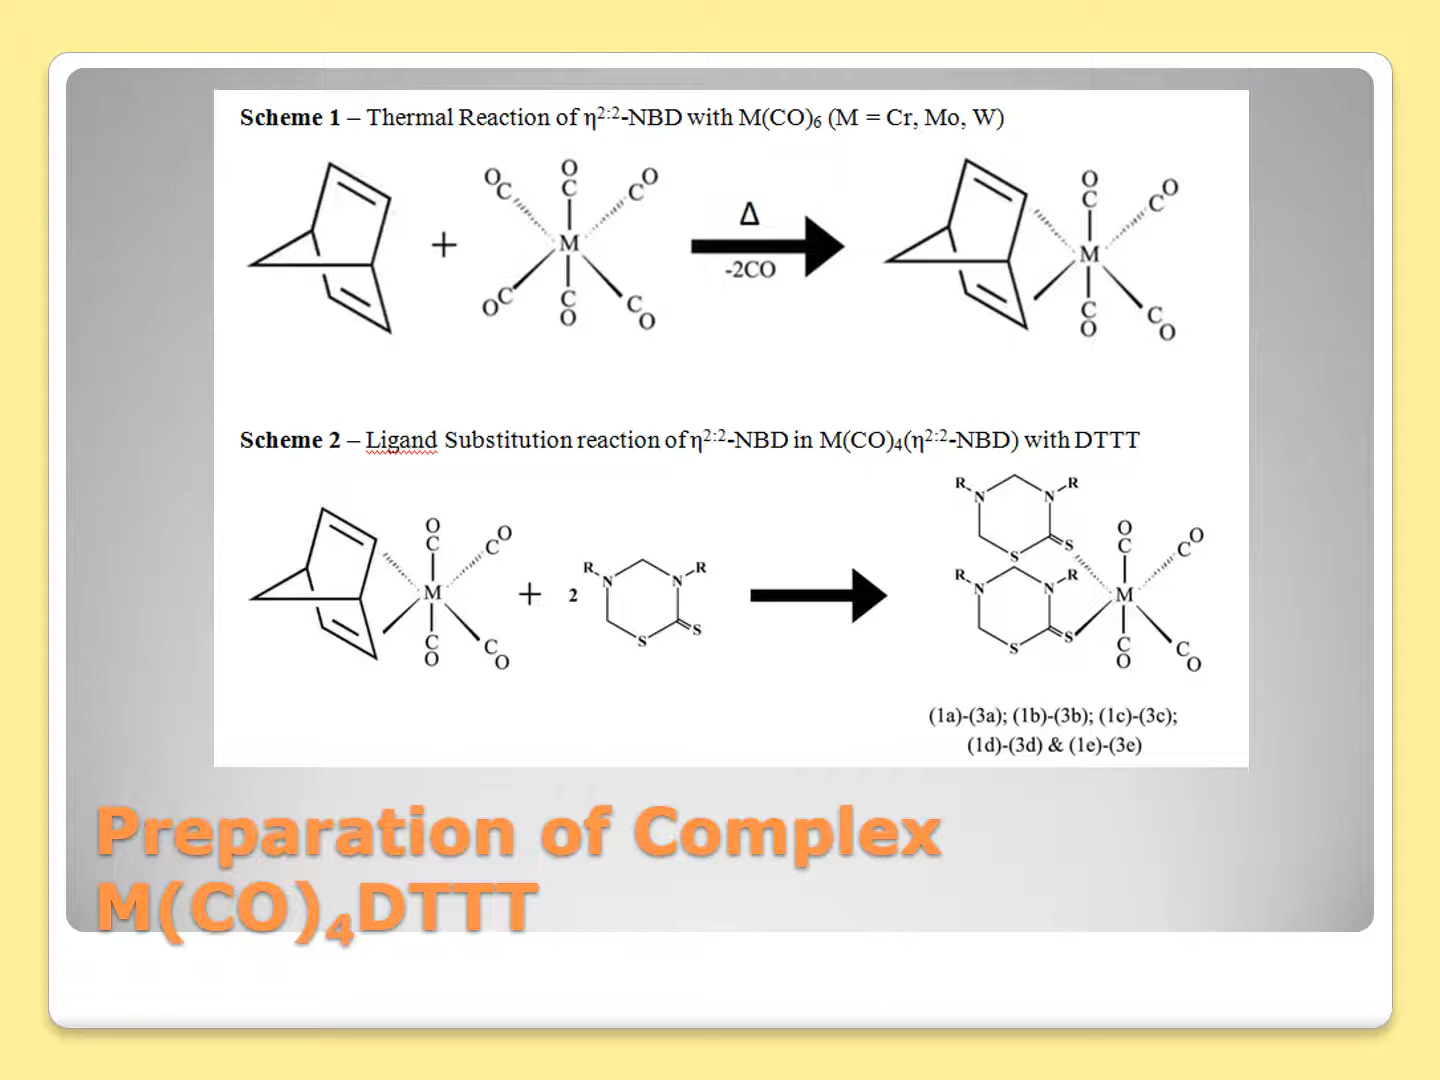 Scheme 1 – Thermal Reaction of η²:²-NBD with M(CO)₆ (M = Cr, Mo, W)
O
C
O
C
C
O
+
M
Δ
-2CO
O
C
C
O
C
O
O
C
C
O
M
C
O
C
O
Scheme 2 – Ligand Substitution reaction of η²:²-NBD in M(CO)₄(η²:²-NBD) with DTTT
O
C
C
O
M
C
O
C
O
+
2
R
N
N
R
S
S
R
N
N
R
S
S
R
N
N
R
S
S
O
C
C
O
M
C
O
C
O
(1a)-(3a); (1b)-(3b); (1c)-(3c);
(1d)-(3d) & (1e)-(3e)
Preparation of Complex
M(CO)₄DTTT